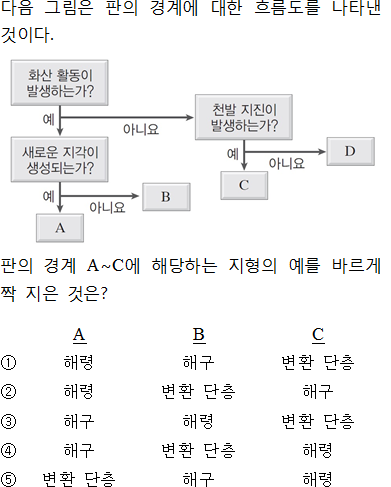 다음 그림은 판의 경계에 대한 흐름도를 나타낸
것이다.
화산 활동이
발생하는가?
예
아니요
천발 지진이
발생하는가?
예
아니요
D
C
새로운 지각이
생성되는가?
예
아니요
B
A
판의 경계 A~C에 해당하는 지형의 예를 바르게
짝 지은 것은?
A B C
① 해령 해구 변환 단층
② 해령 변환 단층 해구
③ 해구 해령 변환 단층
④ 해구 변환 단층 해령
⑤ 변환 단층 해구 해령